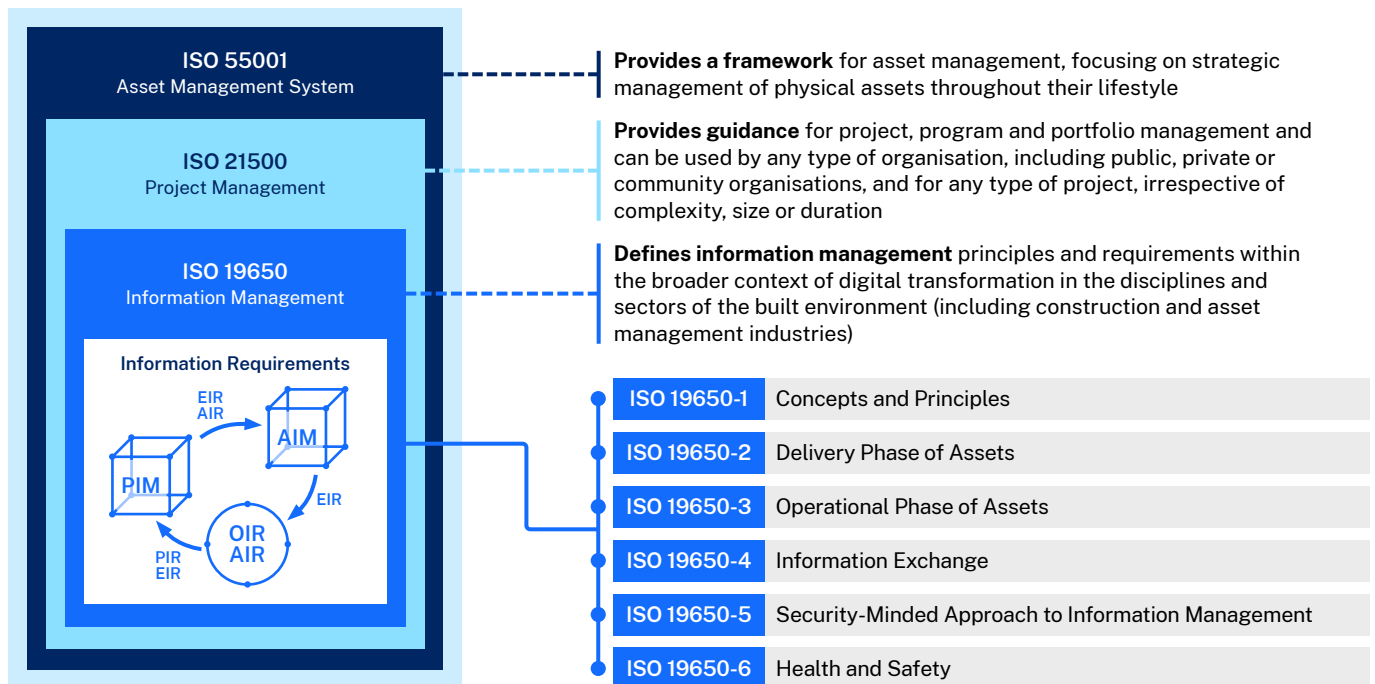 ISO 55001
Asset Management System
Provides a framework for asset management, focusing on strategic
management of physical assets throughout their lifestyle
ISO 21500
Project Management
Provides guidance for project, program and portfolio management and
can be used by any type of organisation, including public, private or
community organisations, and for any type of project, irrespective of
complexity, size or duration
ISO 19650
Information Management
Defines information management principles and requirements within
the broader context of digital transformation in the disciplines and
sectors of the built environment (including construction and asset
management industries)
Information Requirements
EIR
AIR
AIM
PIM
EIR
OIR
AIR
PIR
EIR
ISO 19650-1 Concepts and Principles
ISO 19650-2 Delivery Phase of Assets
ISO 19650-3 Operational Phase of Assets
ISO 19650-4 Information Exchange
ISO 19650-5 Security-Minded Approach to Information Management
ISO 19650-6 Health and Safety